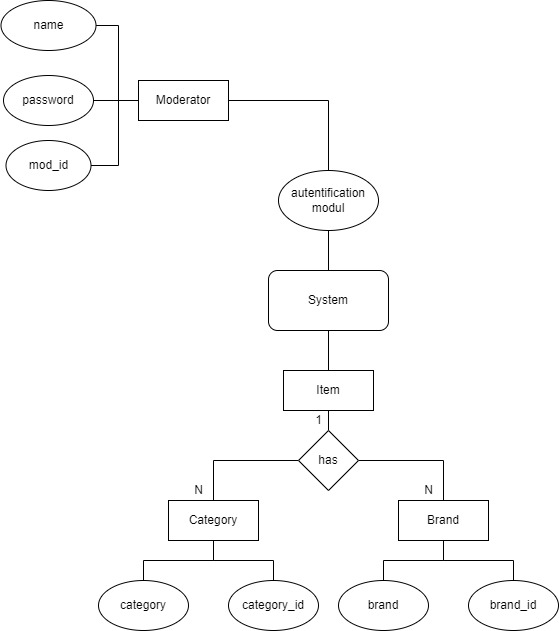 name
password
Moderator
mod_id
autentification
modul
System
Item
1
has
N
N
Category
Brand
category
category_id
brand
brand_id